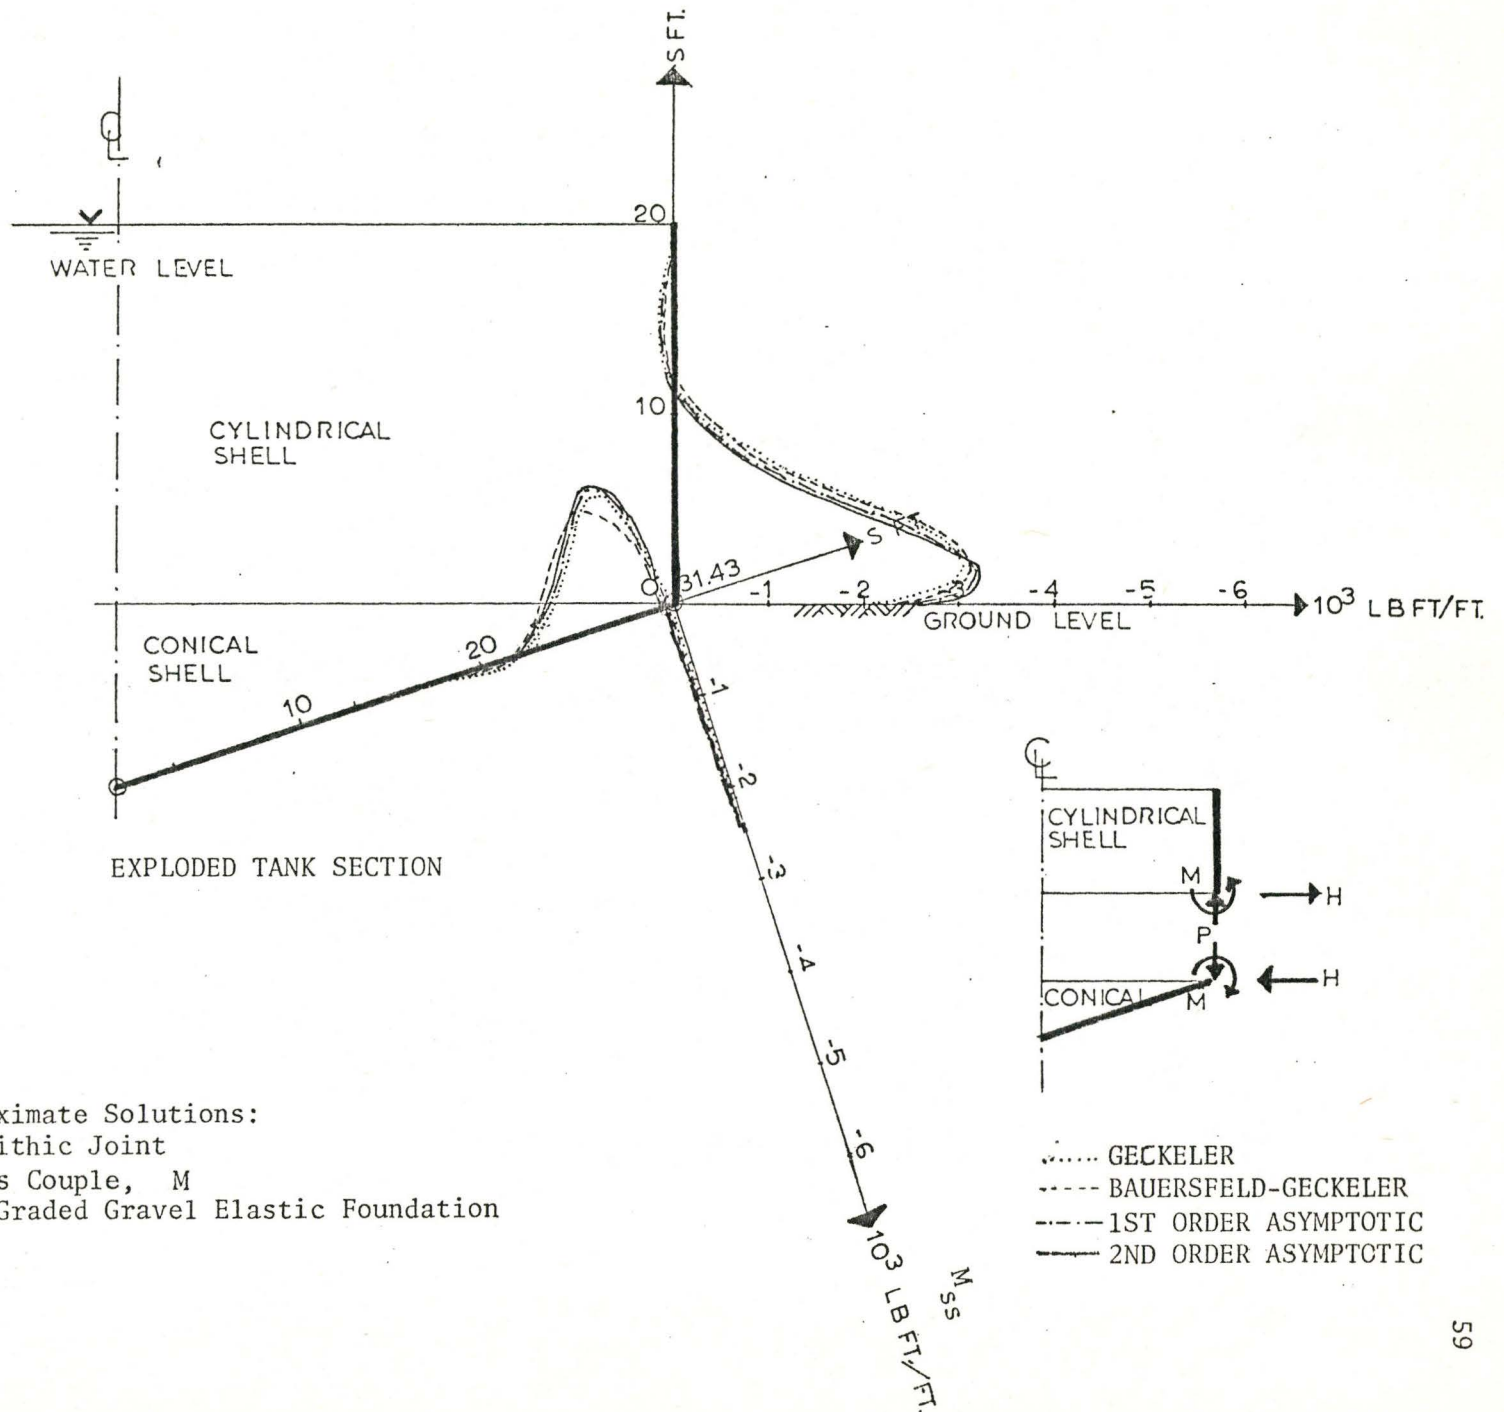 S FT.
20
WATER LEVEL
10
CYLINDRICAL
SHELL
S FT.
O
31.43
-1
-2
-3
-4
-5
-6
10³ LB FT/FT.
GROUND LEVEL
CONICAL
SHELL
20
10
-1
-2
-3
-4
-5
-6
10³ LB FT./FT.
M ss
EXPLODED TANK SECTION
CYLINDRICAL
SHELL
M
H
P
H
CONICAL
M
ximate Solutions:
ithic Joint
s Couple, M
Graded Gravel Elastic Foundation
GECKELER
BAUERSFELD-GECKELER
1ST ORDER ASYMPTOTIC
2ND ORDER ASYMPTOTIC
59